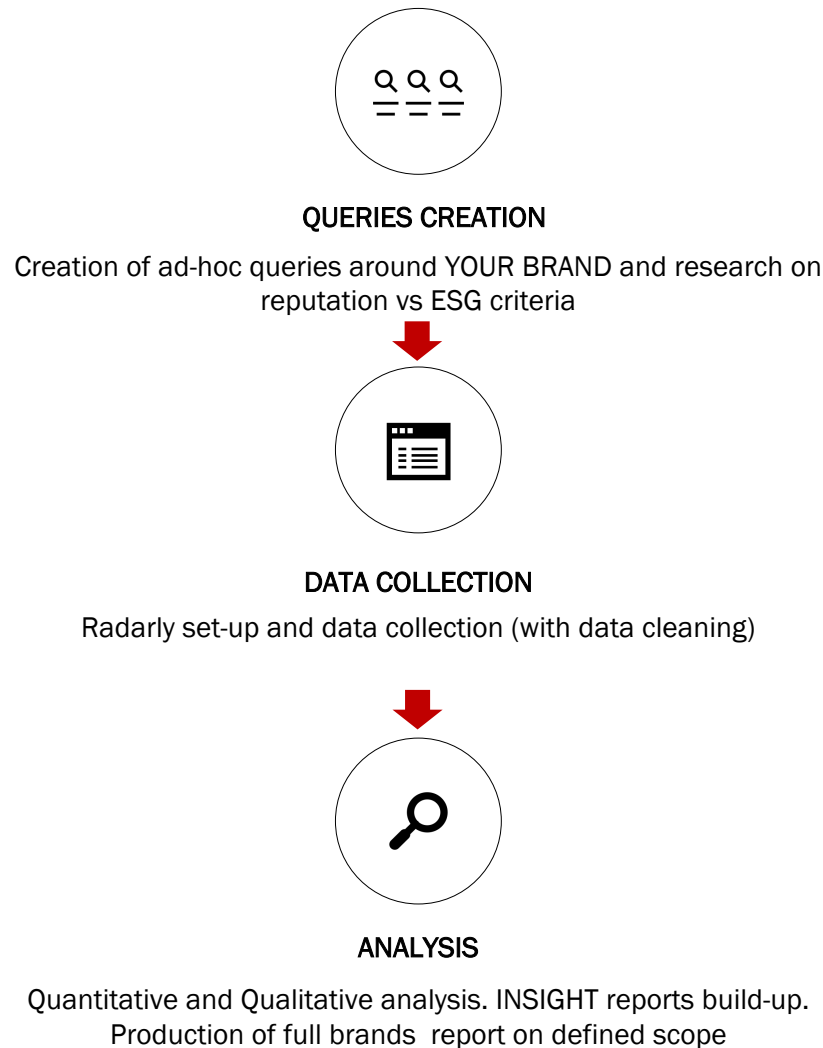 QUERIES CREATION
Creation of ad-hoc queries around YOUR BRAND and research on
reputation vs ESG criteria
DATA COLLECTION
Radarly set-up and data collection (with data cleaning)
ANALYSIS
Quantitative and Qualitative analysis. INSIGHT reports build-up.
Production of full brands  report on defined scope